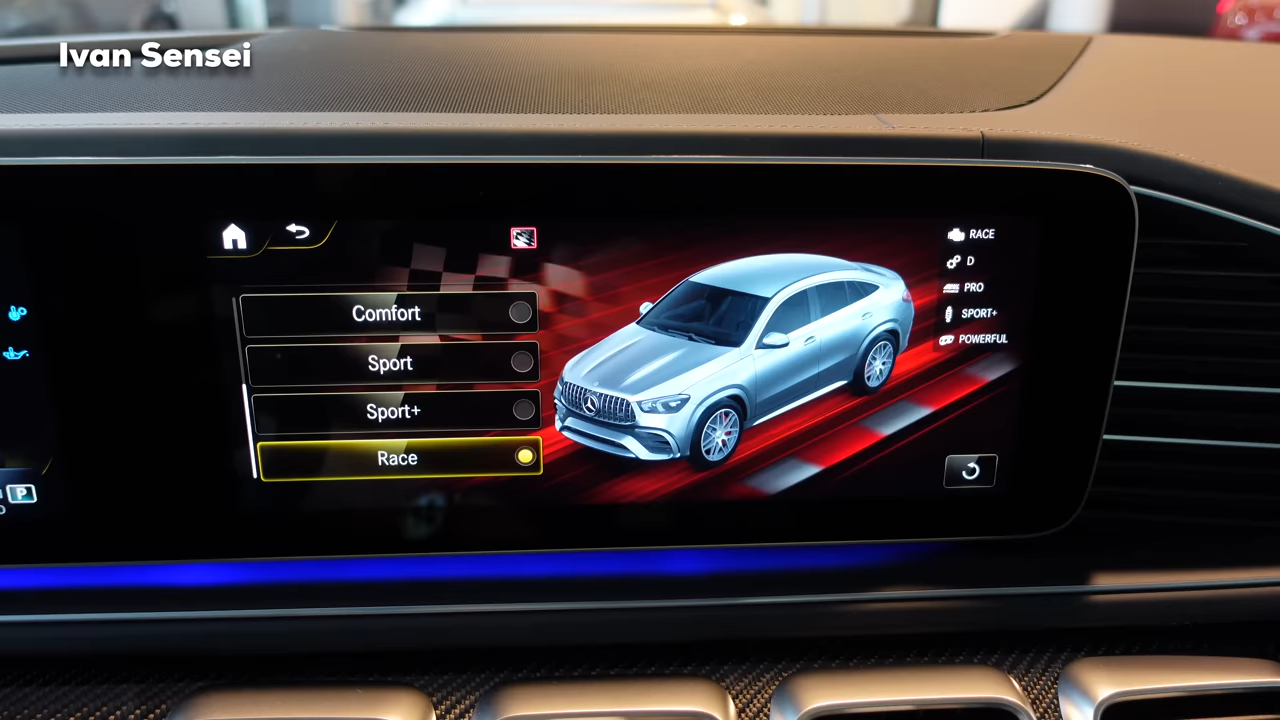 Ivan Sensei
Comfort
Sport
Sport+
Race
RACE
D
PRO
SPORT+
POWERFUL
P